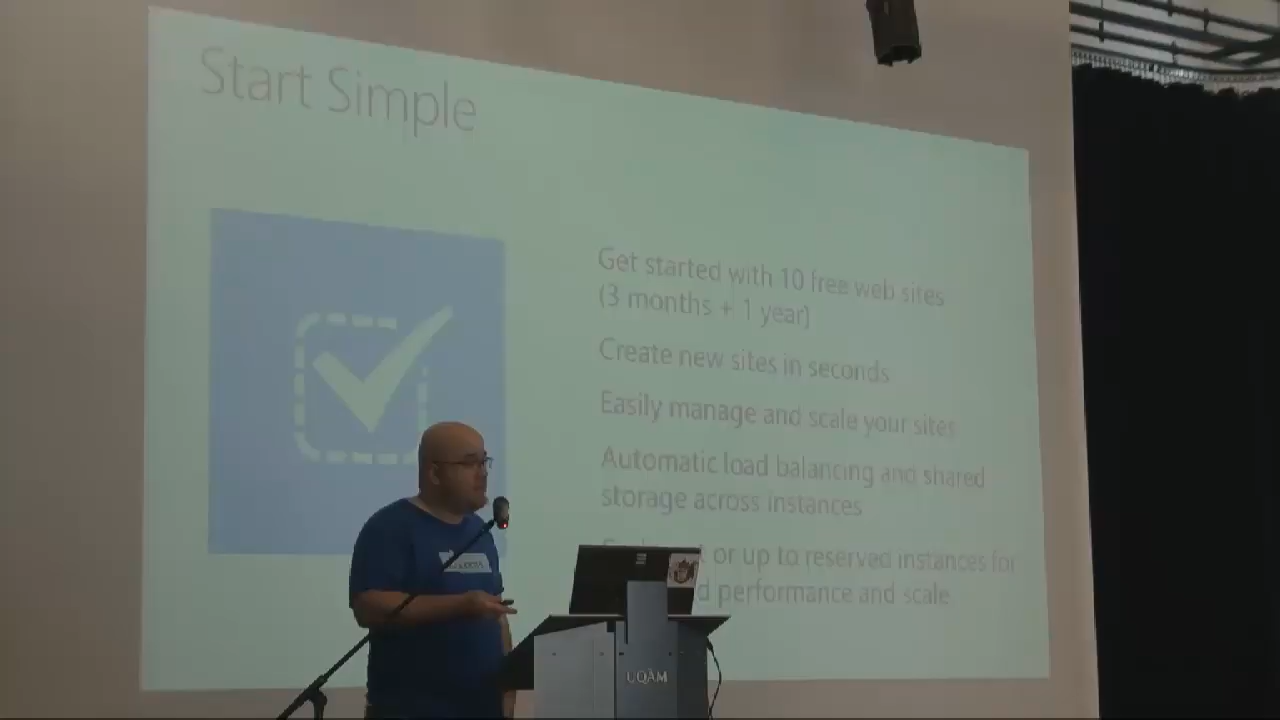 Start Simple
Get started with 10 free web sites
(3 months + 1 year)
Create new sites in seconds
Easily manage and scale your sites
Automatic load balancing and shared
storage across instances
or up to reserved instances for
performance and scale
UQÀM